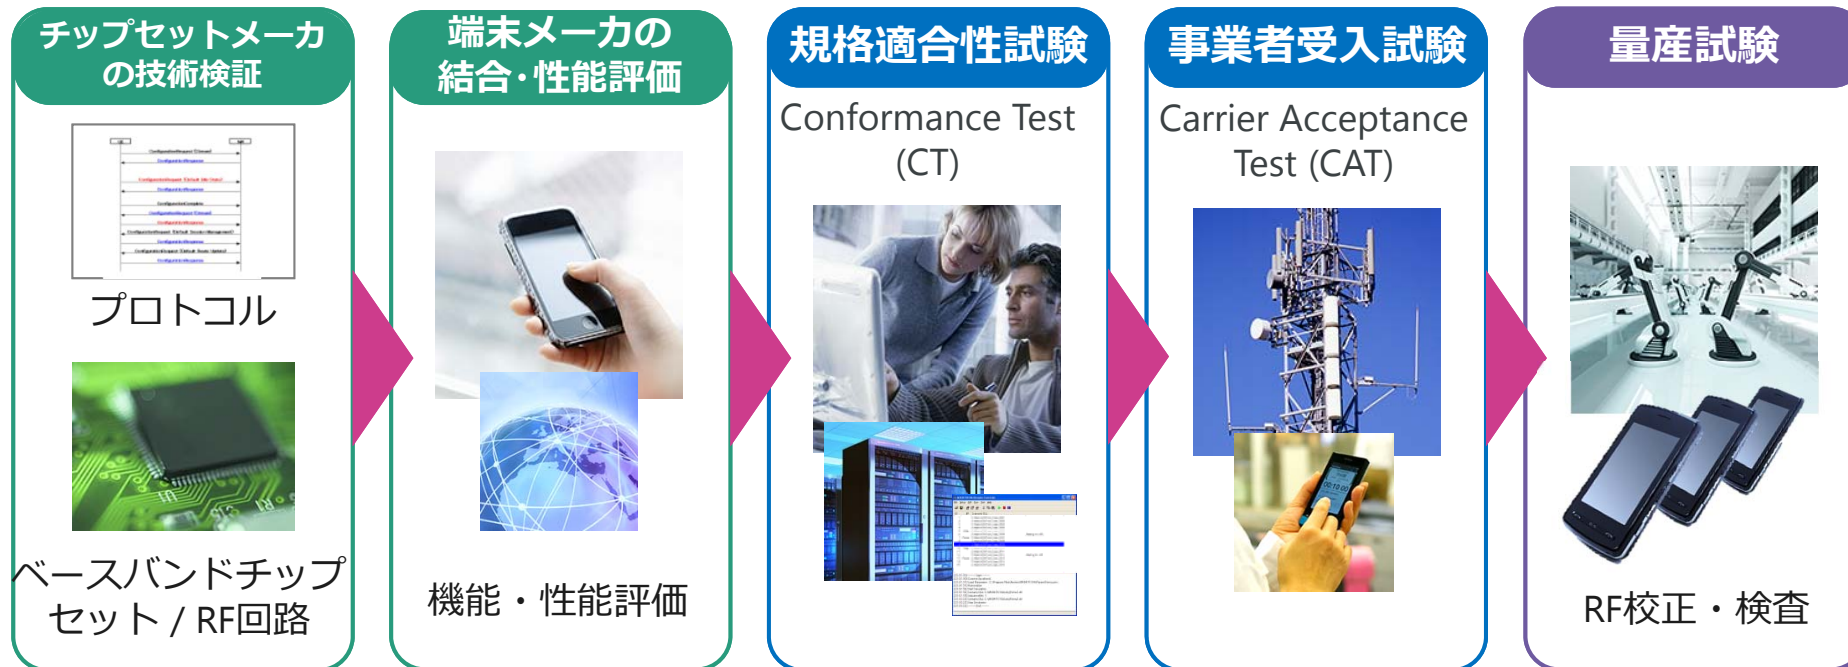 チップセットメーカ
の技術検証
プロトコル
ベースバンドチップ
セット / RF回路
端末メーカの
結合・性能評価
機能・性能評価
規格適合性試験
Conformance Test
(CT)
事業者受入試験
Carrier Acceptance
Test (CAT)
量産試験
RF校正・検査